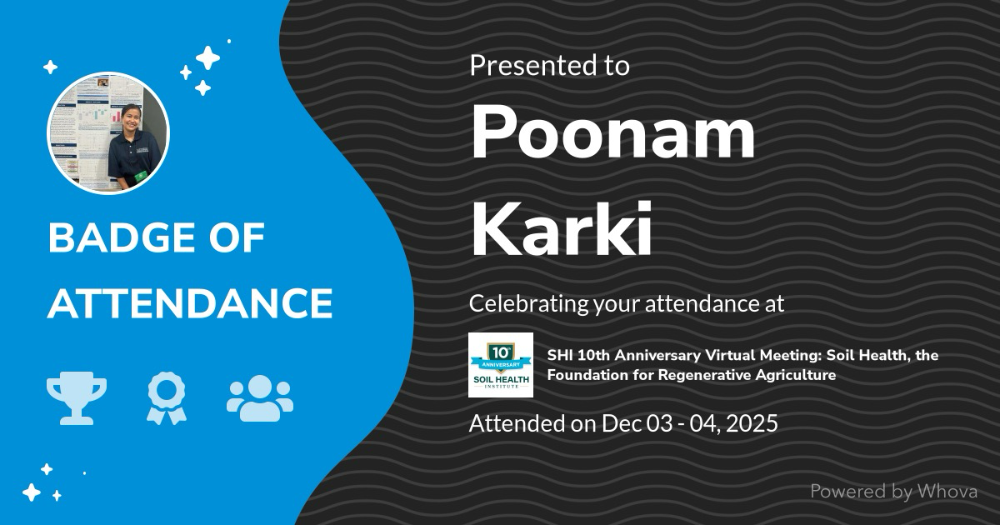 BADGE OF
ATTENDANCE
Presented to
Poonam
Karki
Celebrating your attendance at
10th
ANNIVERSARY
SOIL HEALTH
INSTITUTE
SHI 10th Anniversary Virtual Meeting: Soil Health, the
Foundation for Regenerative Agriculture
Attended on Dec 03 - 04, 2025
Powered by Whova